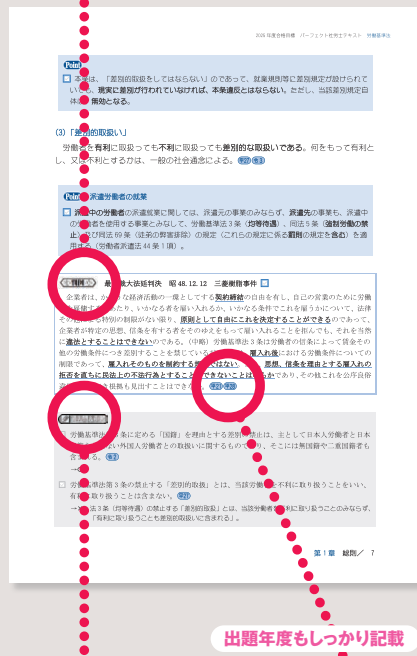 2026年度合格目標 パーフェクト社労士テキスト 労働基準法
Point
□ 本条は、「差別的取扱をしてはならない」のであって、就業規則等に差別規定が設けられて
いても、現実に差別が行われていなければ、本条違反とはならない。ただし、当該差別規定自
体は 無効となる。
(3)「差別的取扱い」
労働者を有利に取扱っても不利に取扱っても差別的な取扱いである。何をもって有利と
し、又は不利とするかは、一般の社会通念による。
Point 派遣労働者の就業
□ 派遣中の労働者の派遣就業に関しては、派遣元の事業のみならず、派遣先の事業も、派遣中
の労働者を使用する事業とみなして、労働基準法3条（均等待遇）、同法5条（強制労働の禁
止）及び同法69条（徒弟の弊害排除）の規定（これらの規定に係る罰則の規定を含む）を適
用する（労働者派遣法44条1項）。
判例 最高裁大法廷判決 昭48.12.12 三菱樹脂事件 □
企業者は、かような経済活動の一環としてする契約締結の自由を有し、自己の営業のために労働
者を雇傭するにあたり、いかなる者を雇い入れるか、いかなる条件でこれを雇うかについて、法律
その他による特別の制限がない限り、原則として自由にこれを決定することができるのであって、
企業者が特定の思想、信条を有する者をそのゆえをもって雇い入れることを拒んでも、それを当然
に違法とすることはできないのである。（中略）労働基準法3条は労働者の信条によって賃金その
他の労働条件につき差別することを禁じているが、これは、雇入れ後における労働条件についての
制限であって、雇入れそのものを制約する規定ではない。 思想、信条を理由とする雇入れの
拒否を直ちに民法上の不法行為とすることができないことは明らかであり、その他これを公序良俗
違反と すべき根拠も見出すことはできない。
□ 労働基準法第3条に定める「国籍」を理由とする差別の禁止は、主として日本人労働者と日本
国籍をもたない外国人労働者との取扱いに関するものであり、そこには無国籍や二重国籍者も
含まれる。
→○
□ 労働基準法第3条の禁止する「差別的取扱」とは、当該労働者を不利に取り扱うことをいい、
有利に取り扱うことは含まない。
→× 法3条（均等待遇）の禁止する「差別的取扱」とは、当該労働者を不利に取り扱うことのみならず、
「有利に取り扱うことも差別的取扱いに含まれる」。
第1章 総則／ 7
出題年度もしっかり記載